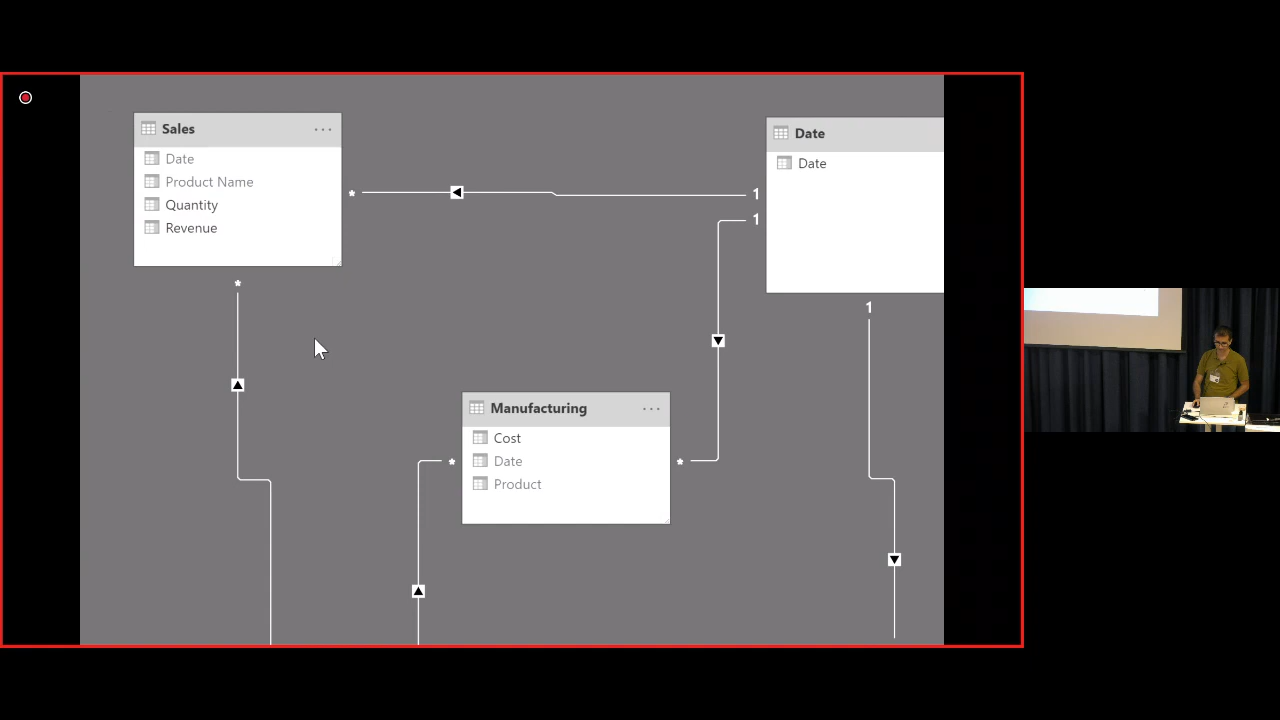 Sales ...
Date
Product Name
Quantity
Revenue
*
1
1
*
Date
Date
1
Manufacturing ...
Cost
Date
Product
*
*